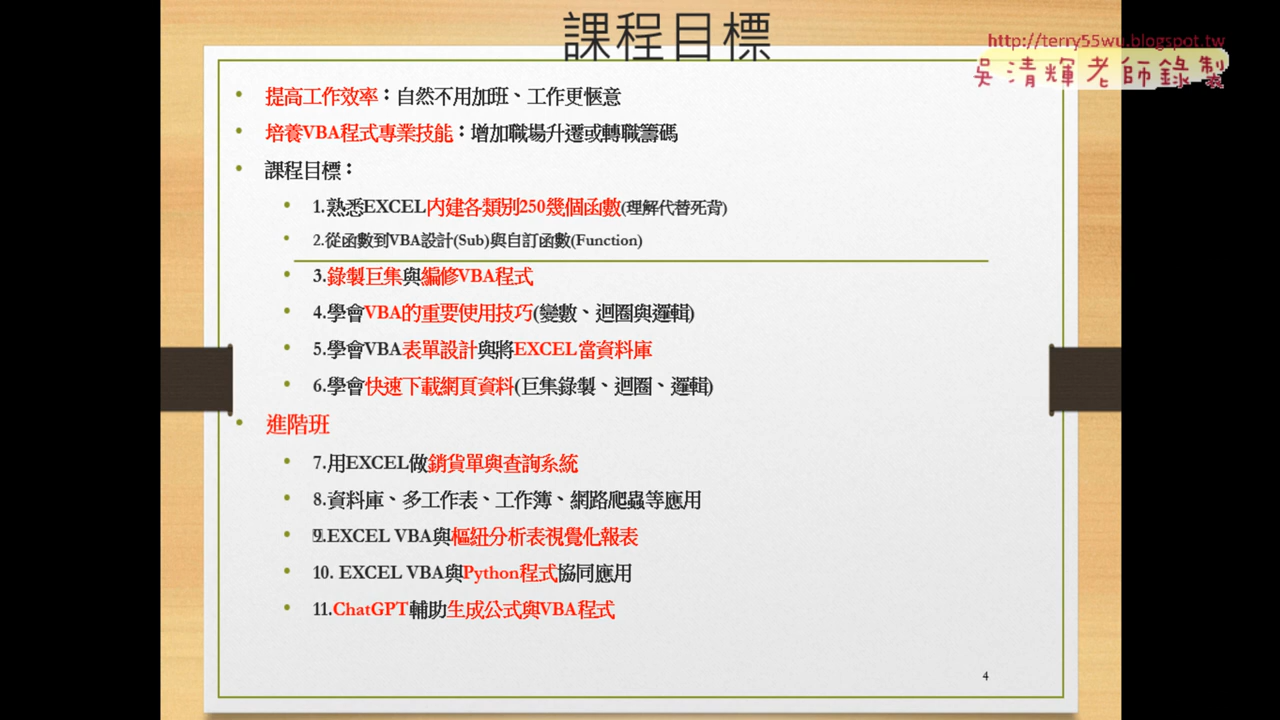 課程目標
http://terry55wu.blogspot.tw
吳清輝老師錄製
• 提高工作效率：自然不用加班、工作更愜意
• 培養VBA程式專業技能：增加職場升遷或轉職籌碼
• 課程目標：
• 1.熟悉EXCEL內建各類別250幾個函數(理解代替死背)
• 2.從函數到VBA設計(Sub)與自訂函數(Function)
• 3.錄製巨集與編修VBA程式
• 4.學會VBA的重要使用技巧(變數、迴圈與邏輯)
• 5.學會VBA表單設計與將EXCEL當資料庫
• 6.學會快速下載網頁資料(巨集錄製、迴圈、邏輯)
• 進階班
• 7.用EXCEL做銷貨單與查詢系統
• 8.資料庫、多工作表、工作簿、網路爬蟲等應用
• 9.EXCEL VBA與樞紐分析表視覺化報表
• 10. EXCEL VBA與Python程式協同應用
• 11.ChatGPT輔助生成公式與VBA程式
4